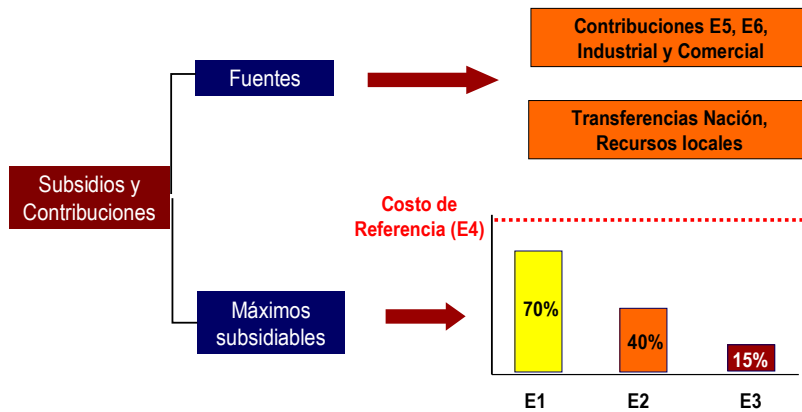 Subsidios y
Contribuciones
Fuentes
Contribuciones E5, E6,
Industrial y Comercial
Transferencias Nación,
Recursos locales
Máximos
subsidiables
Costo de
Referencia (E4)
70%
40%
15%
E1
E2
E3